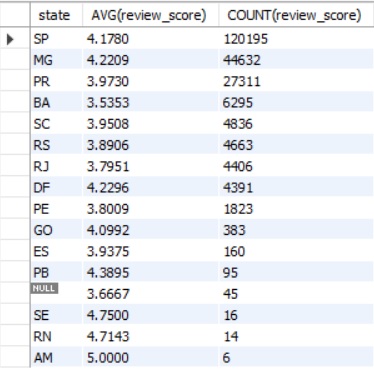 state AVG(review_score) COUNT(review_score)
SP 4.1780 120195
MG 4.2209 44632
PR 3.9730 27311
BA 3.5353 6295
SC 3.9508 4836
RS 3.8906 4663
RJ 3.7951 4406
DF 4.2296 4391
PE 3.8009 1823
GO 4.0992 383
ES 3.9375 160
PB 4.3895 95
NULL 3.6667 45
SE 4.7500 16
RN 4.7143 14
AM 5.0000 6